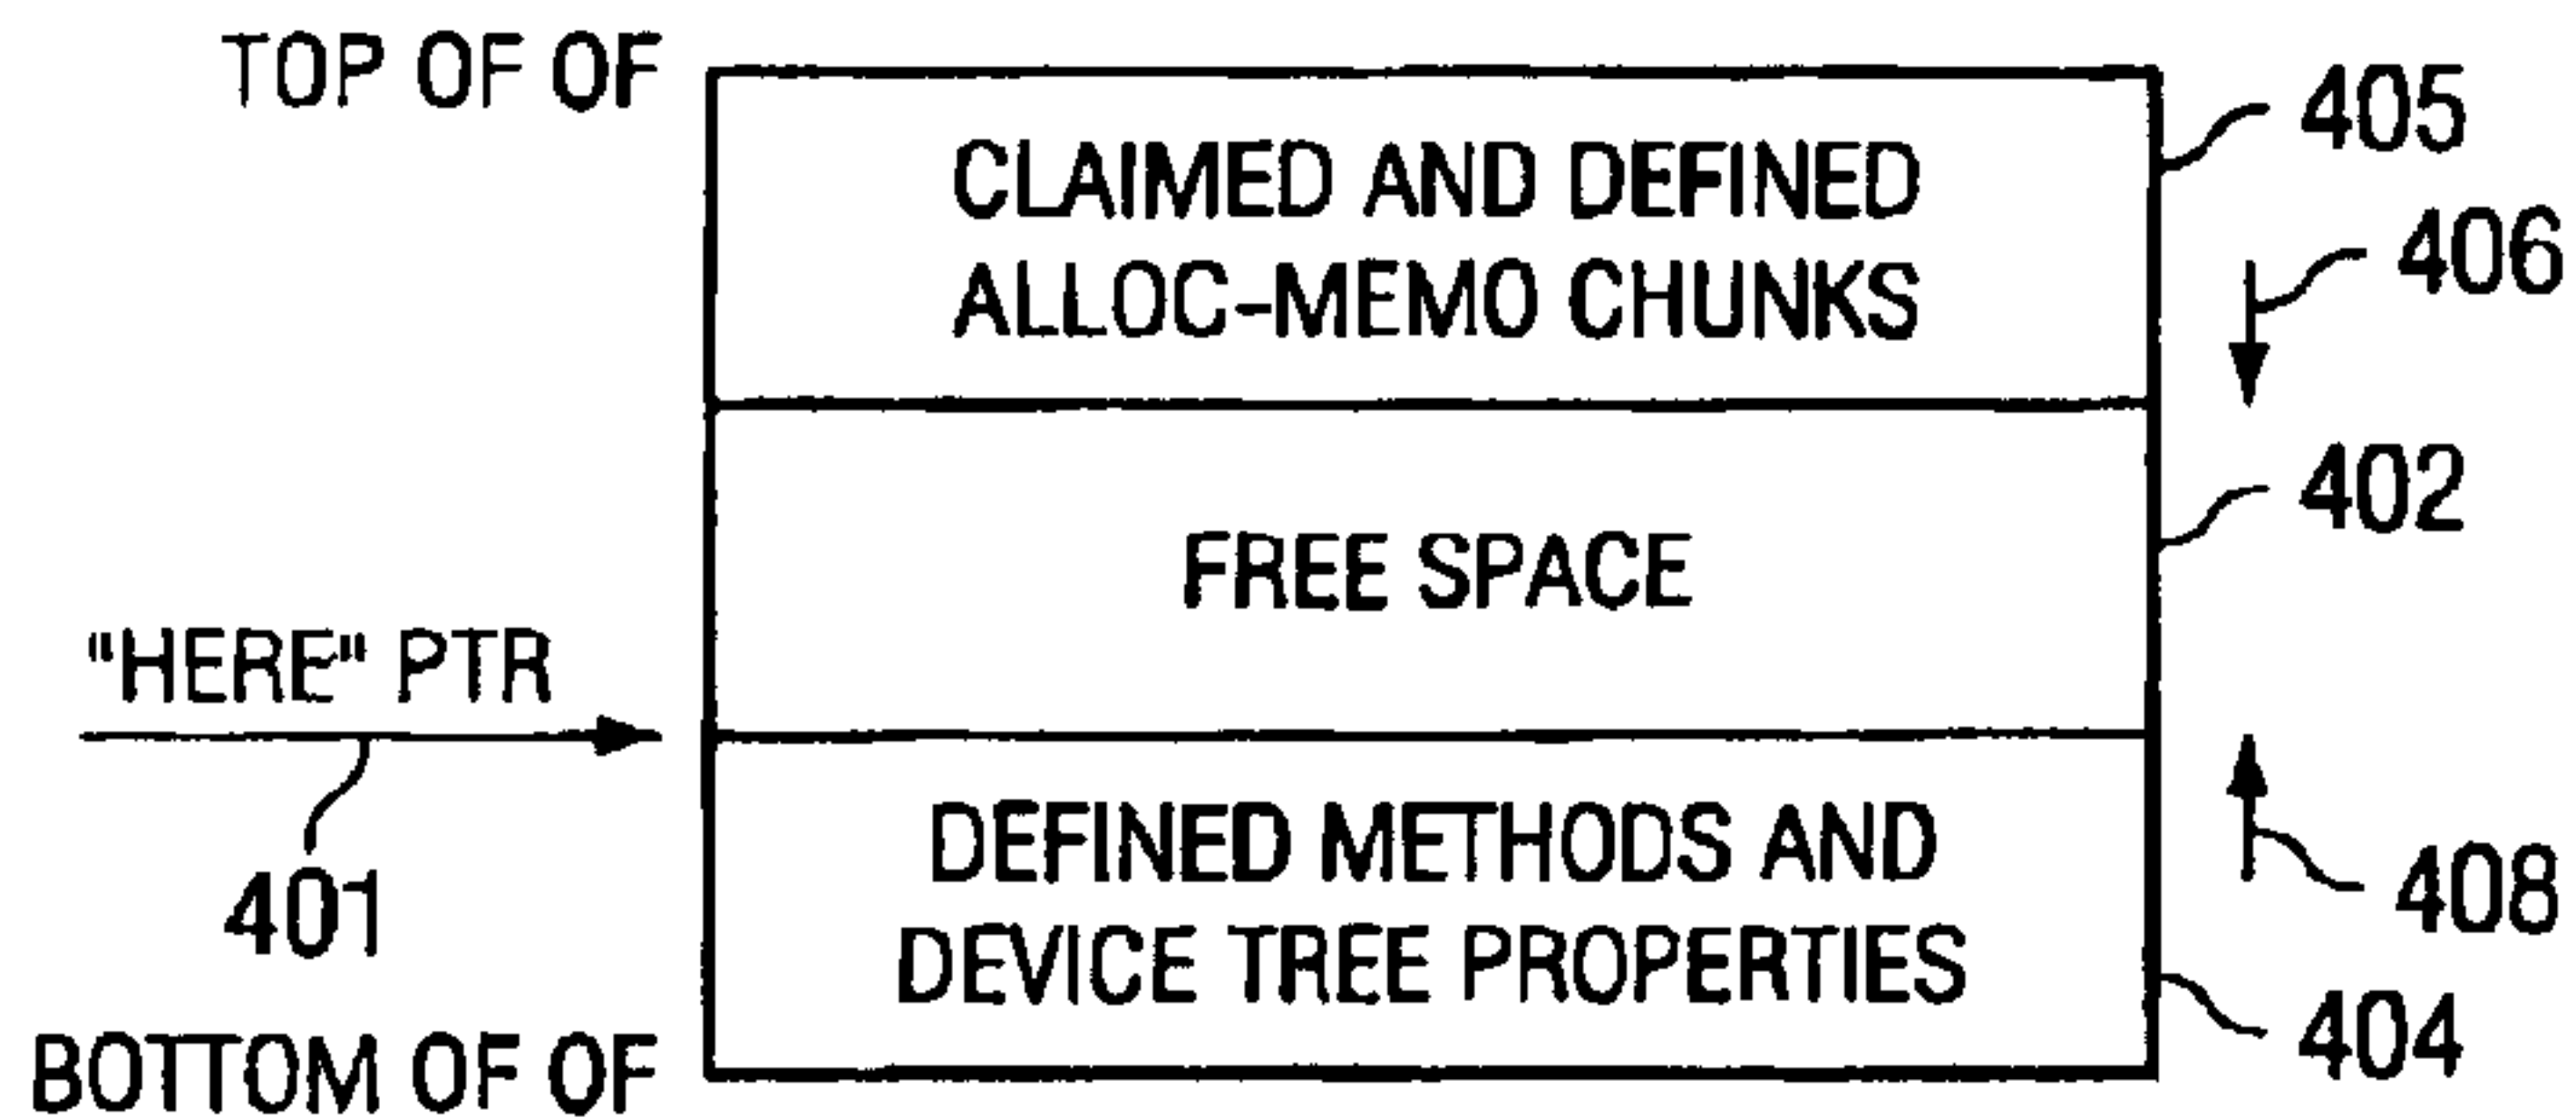 TOP OF OF
405
CLAIMED AND DEFINED
ALLOC-MEMO CHUNKS
406
402
FREE SPACE
"HERE" PTR
401
DEFINED METHODS AND
DEVICE TREE PROPERTIES
408
404
BOTTOM OF OF